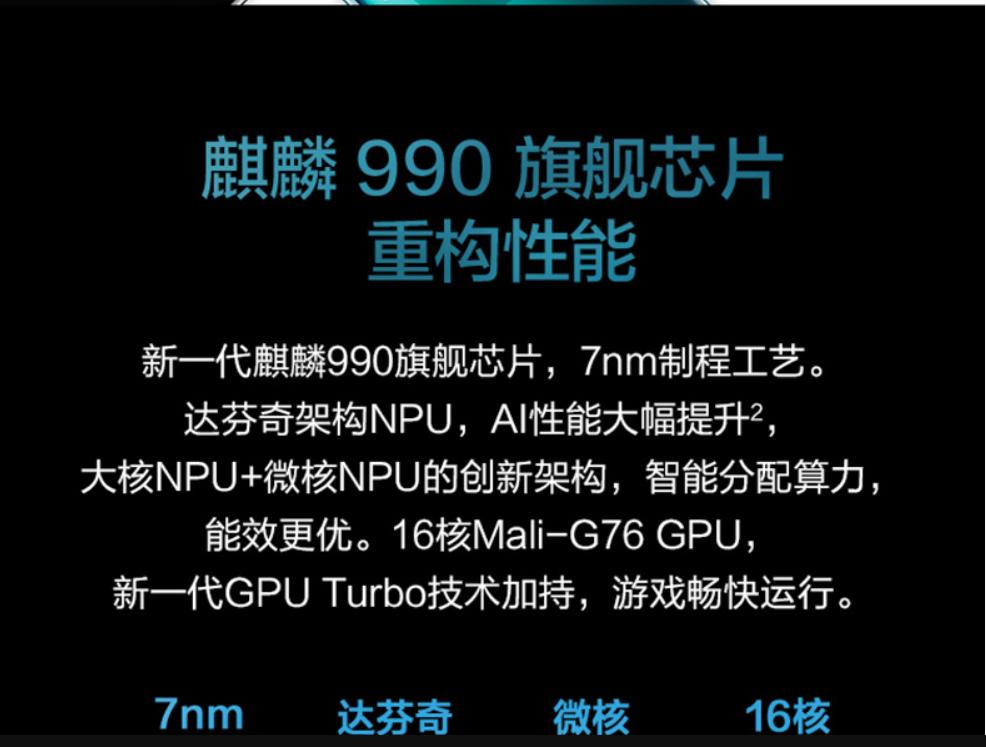 麒麟 990 旗舰芯片
重构性能
新一代麒麟990旗舰芯片，7nm制程工艺。
达芬奇架构NPU，AI性能大幅提升²，
大核NPU+微核NPU的创新架构，智能分配算力，
能效更优。16核Mali-G76 GPU，
新一代GPU Turbo技术加持，游戏畅快运行。
7nm 达芬奇 微核 16核